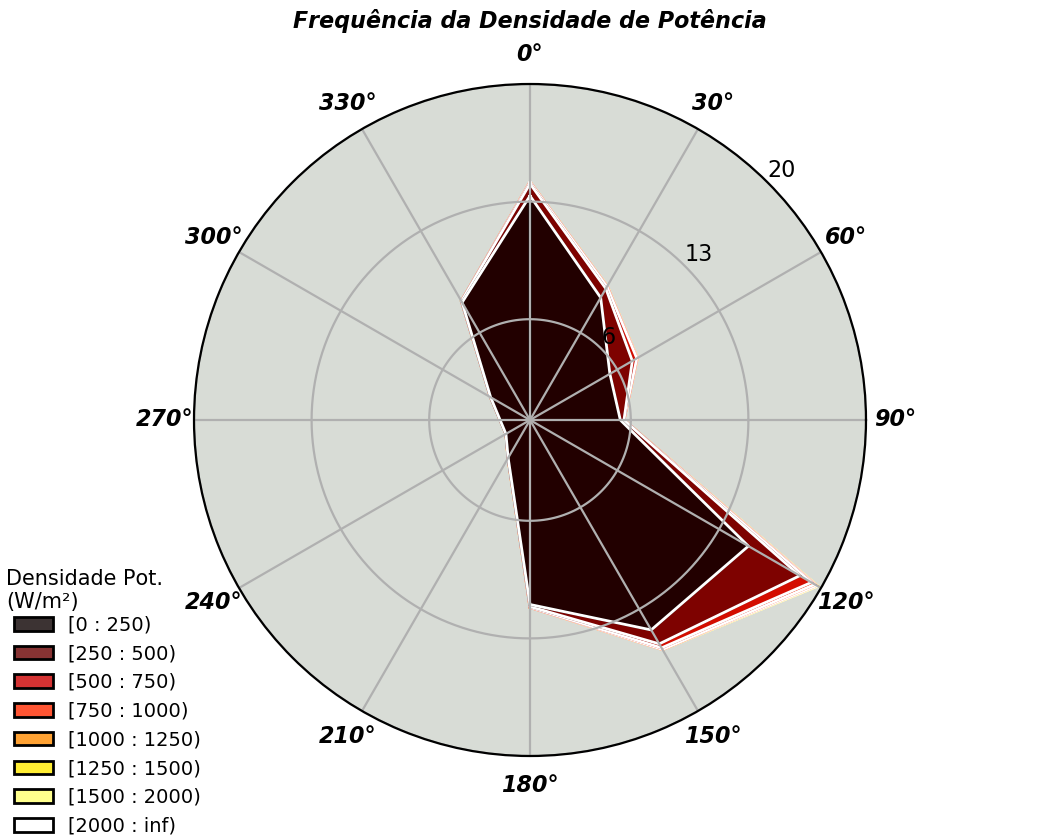 Frequência da Densidade de Potência
0°
330°
30°
20
300°
60°
13
6
270°
90°
Densidade Pot.
(W/m²)
240°
120°
[0 : 250)
[250 : 500)
[500 : 750)
[750 : 1000)
[1000 : 1250)
[1250 : 1500)
[1500 : 2000)
[2000 : inf)
210°
150°
180°